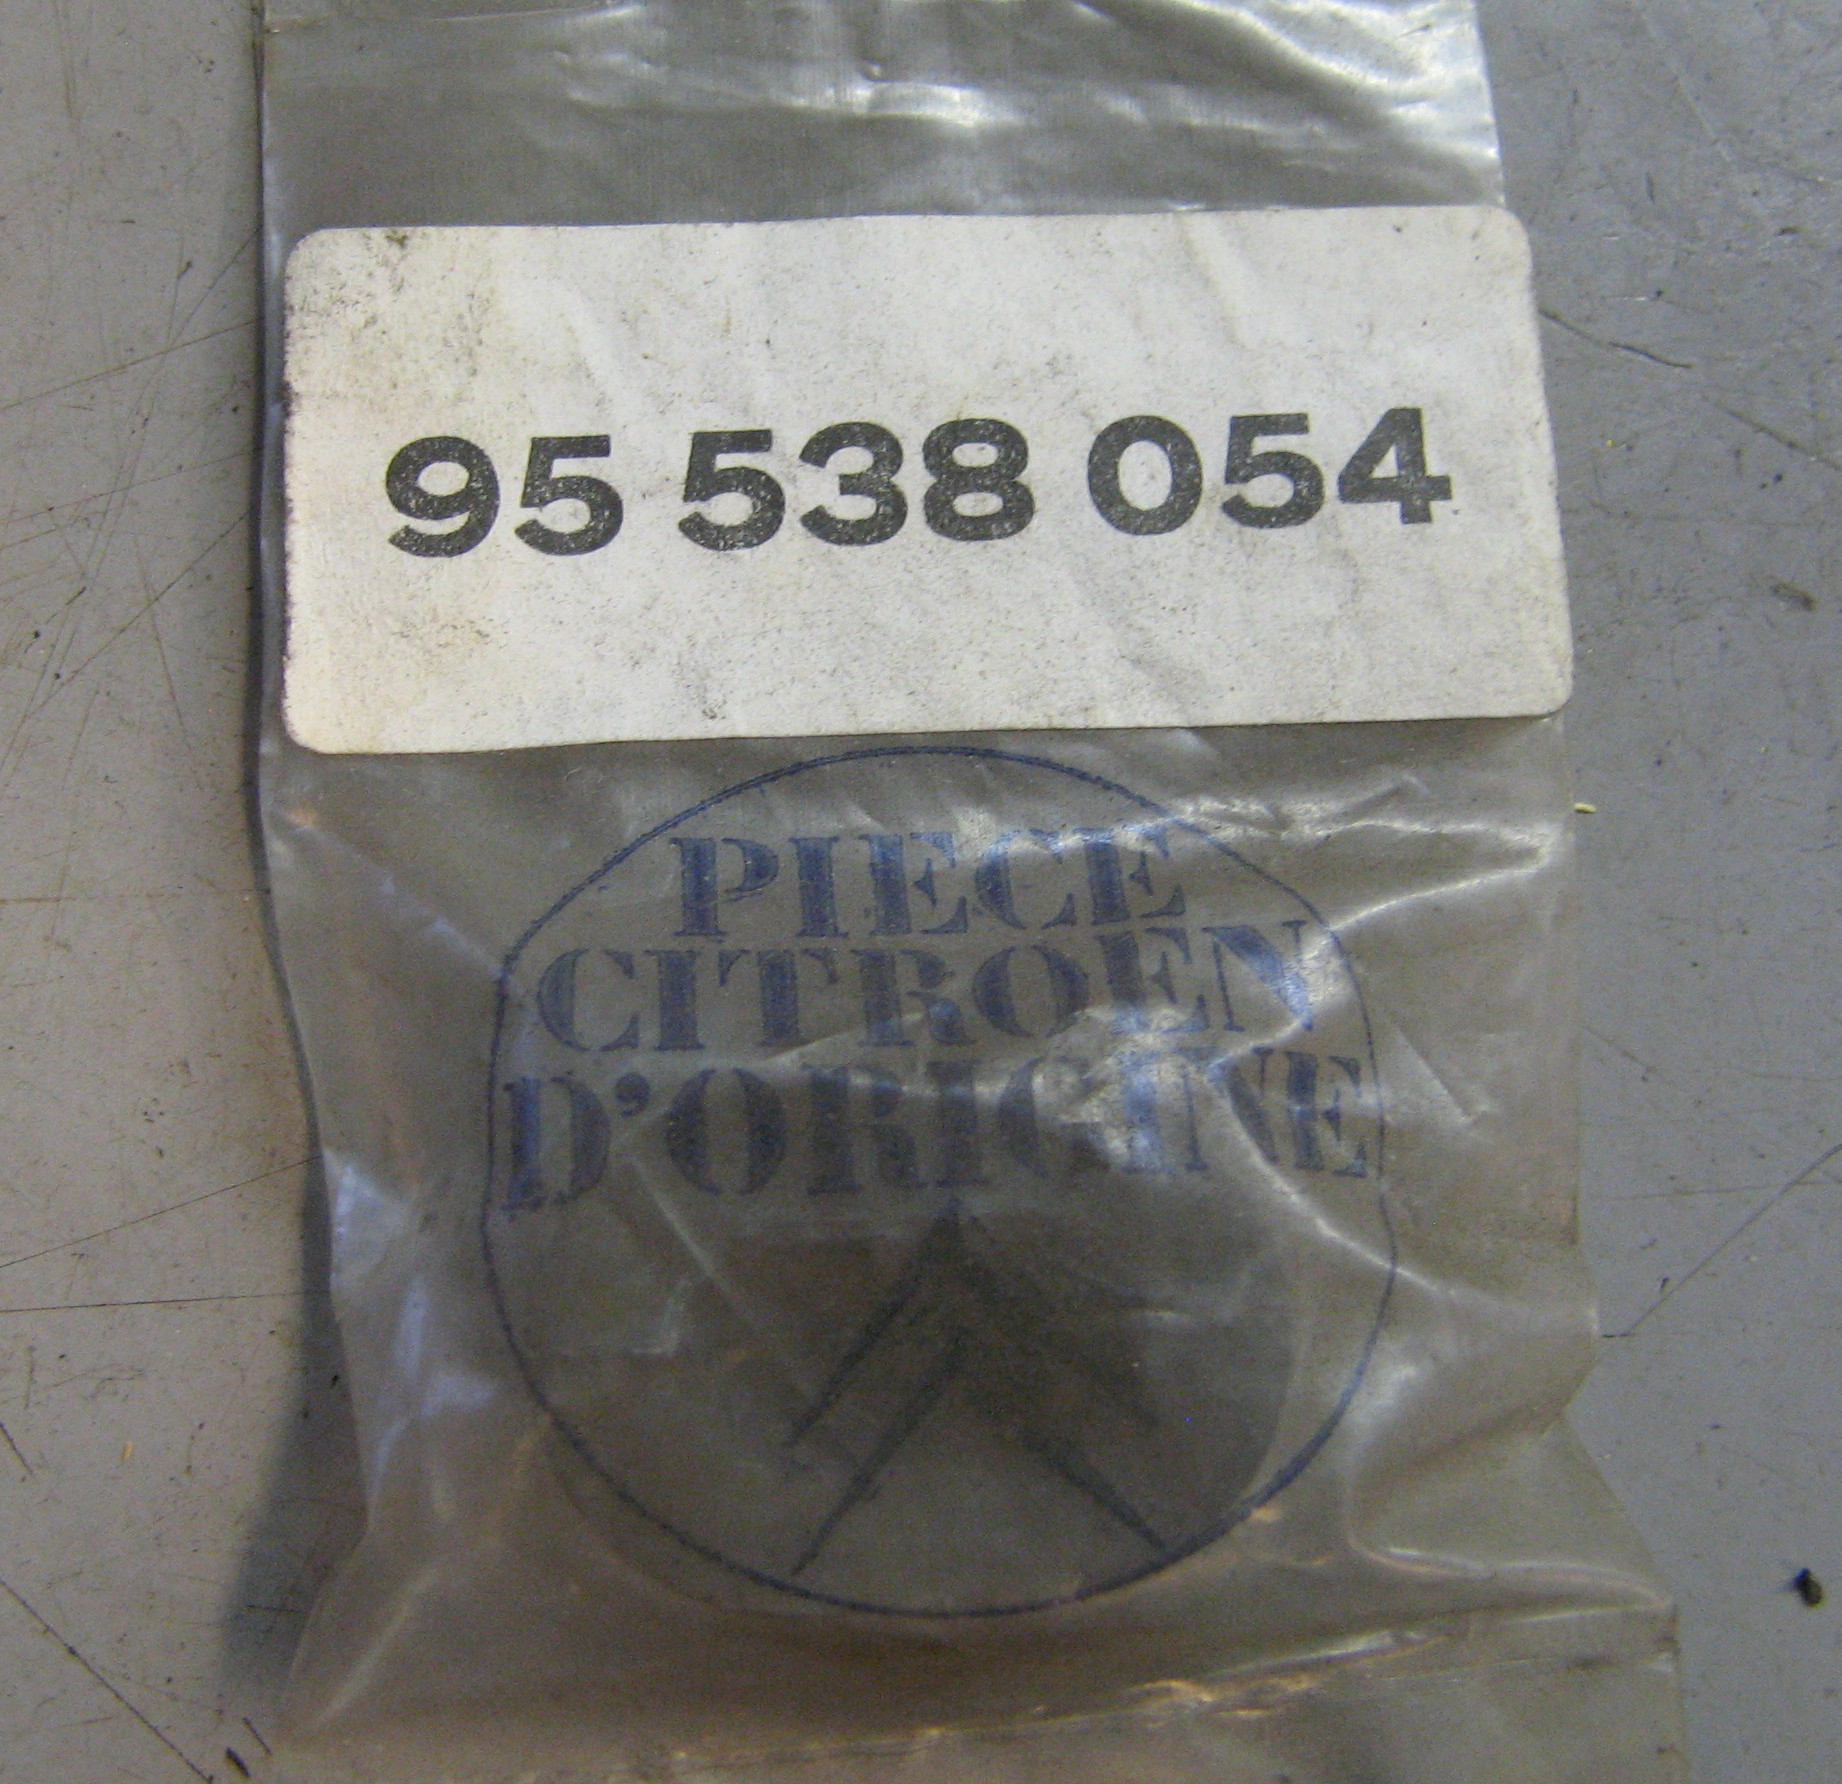 95 538 054
PIECE
CITROEN
D'ORIGINE